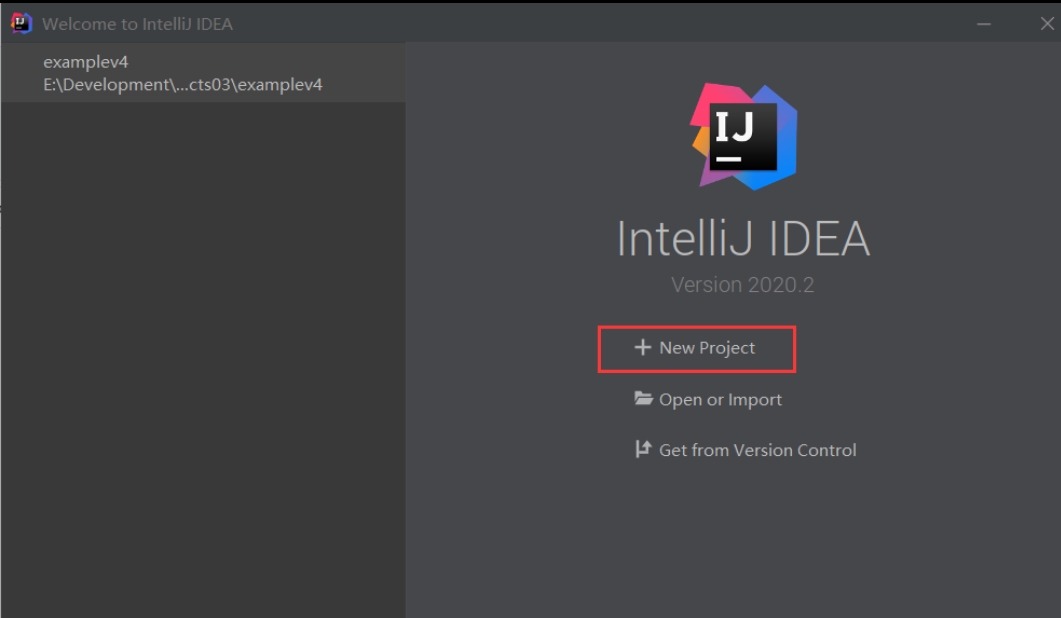 Welcome to IntelliJ IDEA
examplev4
E:\Development\...cts03\examplev4
IJ
IntelliJ IDEA
Version 2020.2
New Project
Open or Import
Get from Version Control